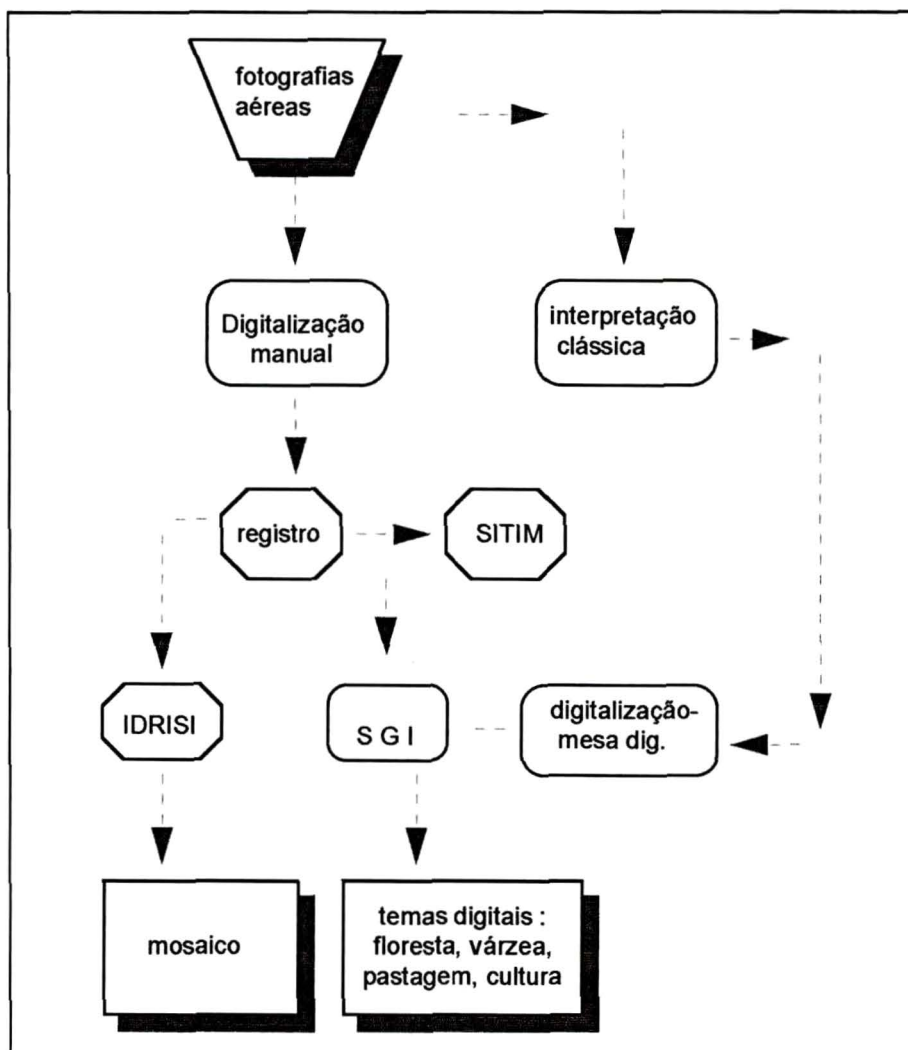 fotografias
aéreas
Digitalização
manual
interpretação
clássica
registro
SITIM
IDRISI
S G I
digitalização-
mesa dig.
mosaico
temas digitais :
floresta, várzea,
pastagem, cultura